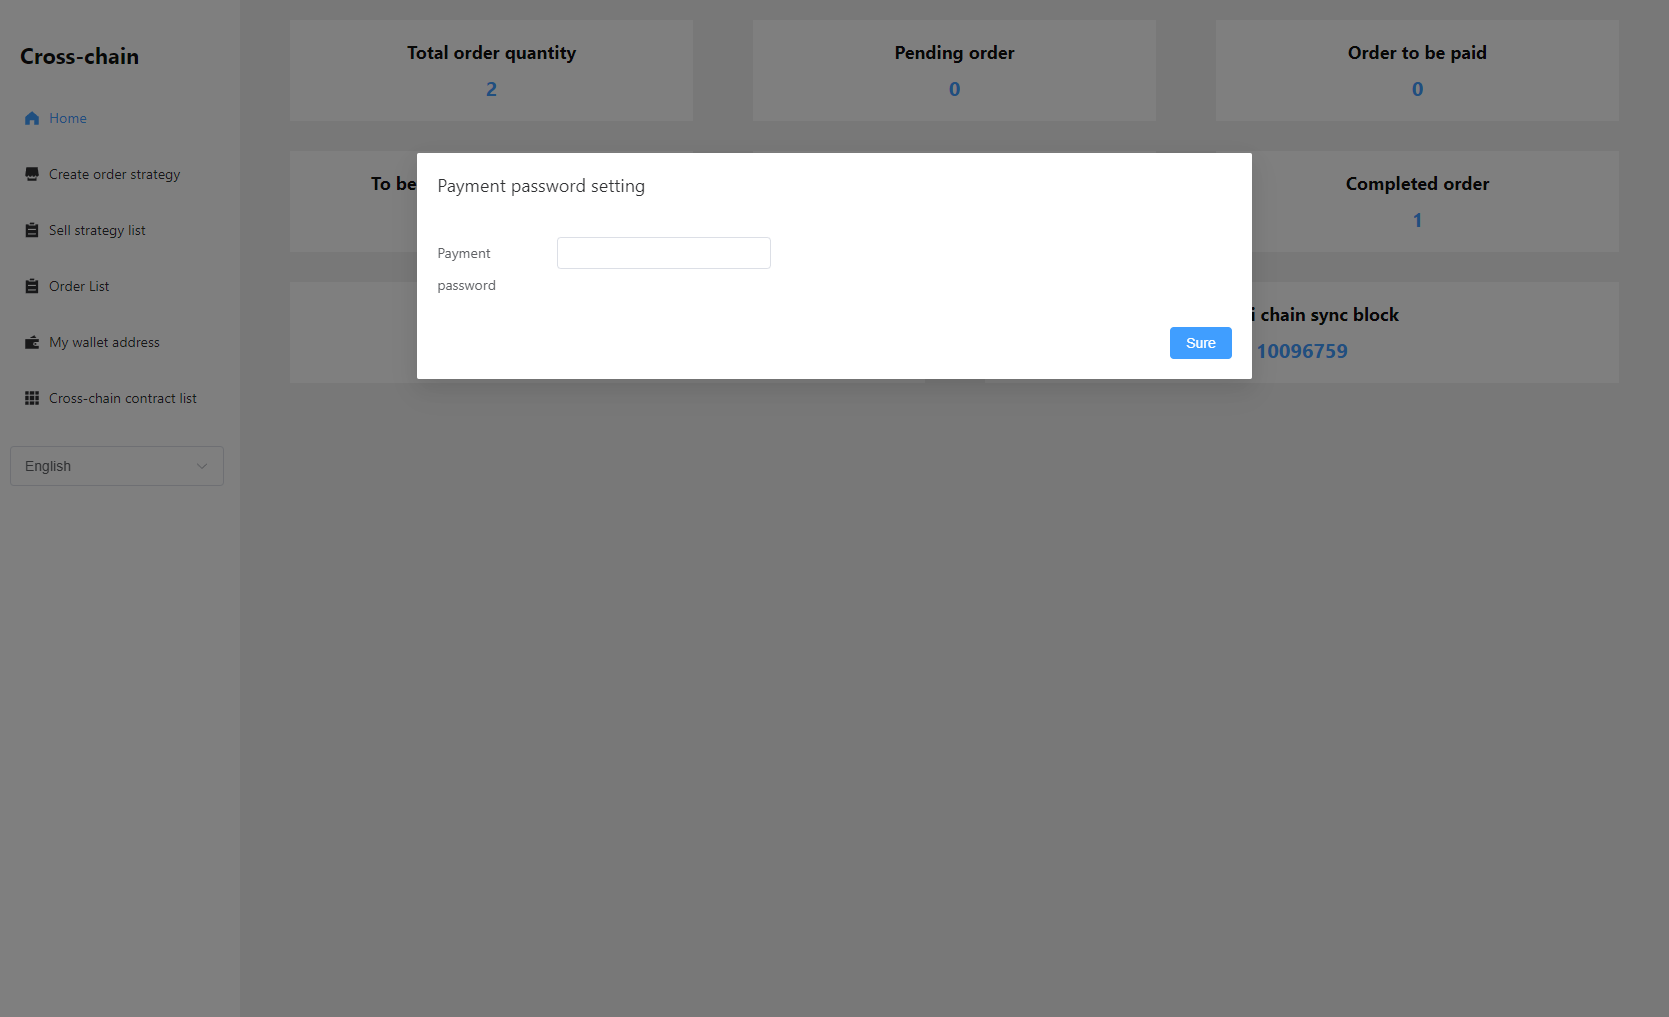 Cross-chain
Home
Create order strategy
Sell strategy list
Order List
My wallet address
Cross-chain contract list
English
Total order quantity
2
Pending order
0
Order to be paid
0
To be
Completed order
1
i chain sync block
10096759
Payment password setting
Payment
password
Sure